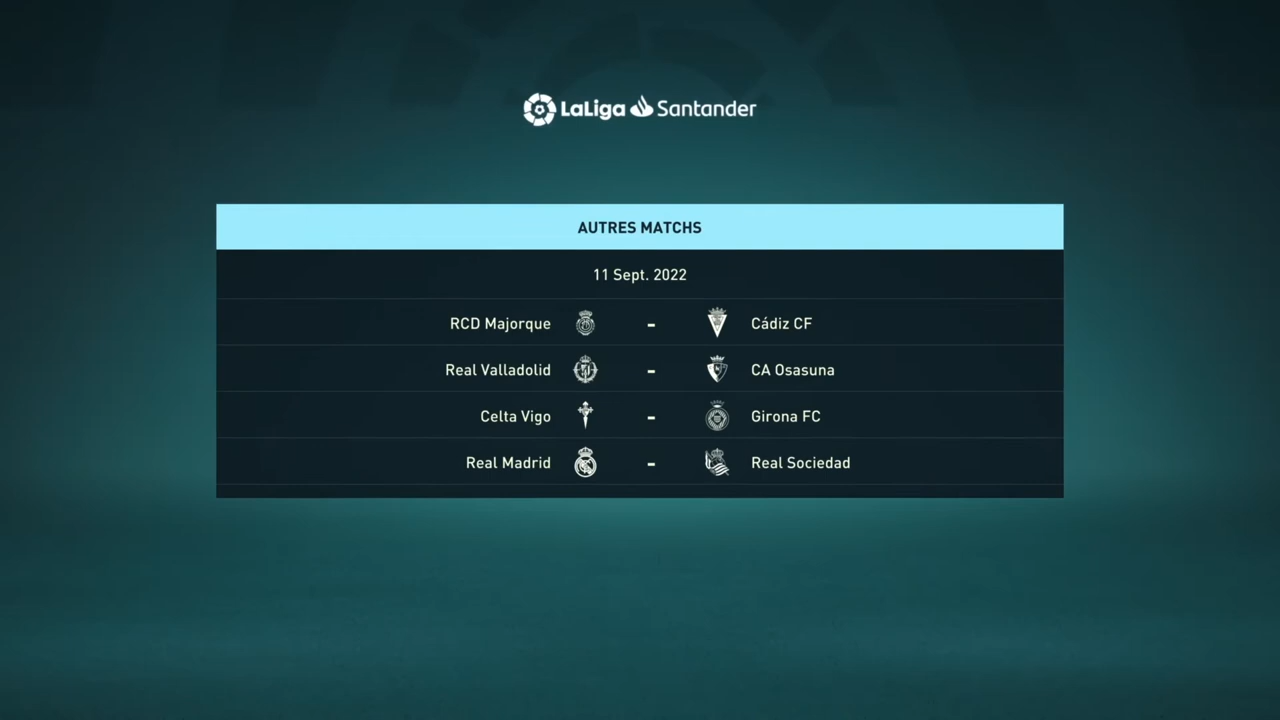 LaLiga Santander
AUTRES MATCHS
11 Sept. 2022
RCD Majorque - Cádiz CF
Real Valladolid - CA Osasuna
Celta Vigo - Girona FC
Real Madrid - Real Sociedad